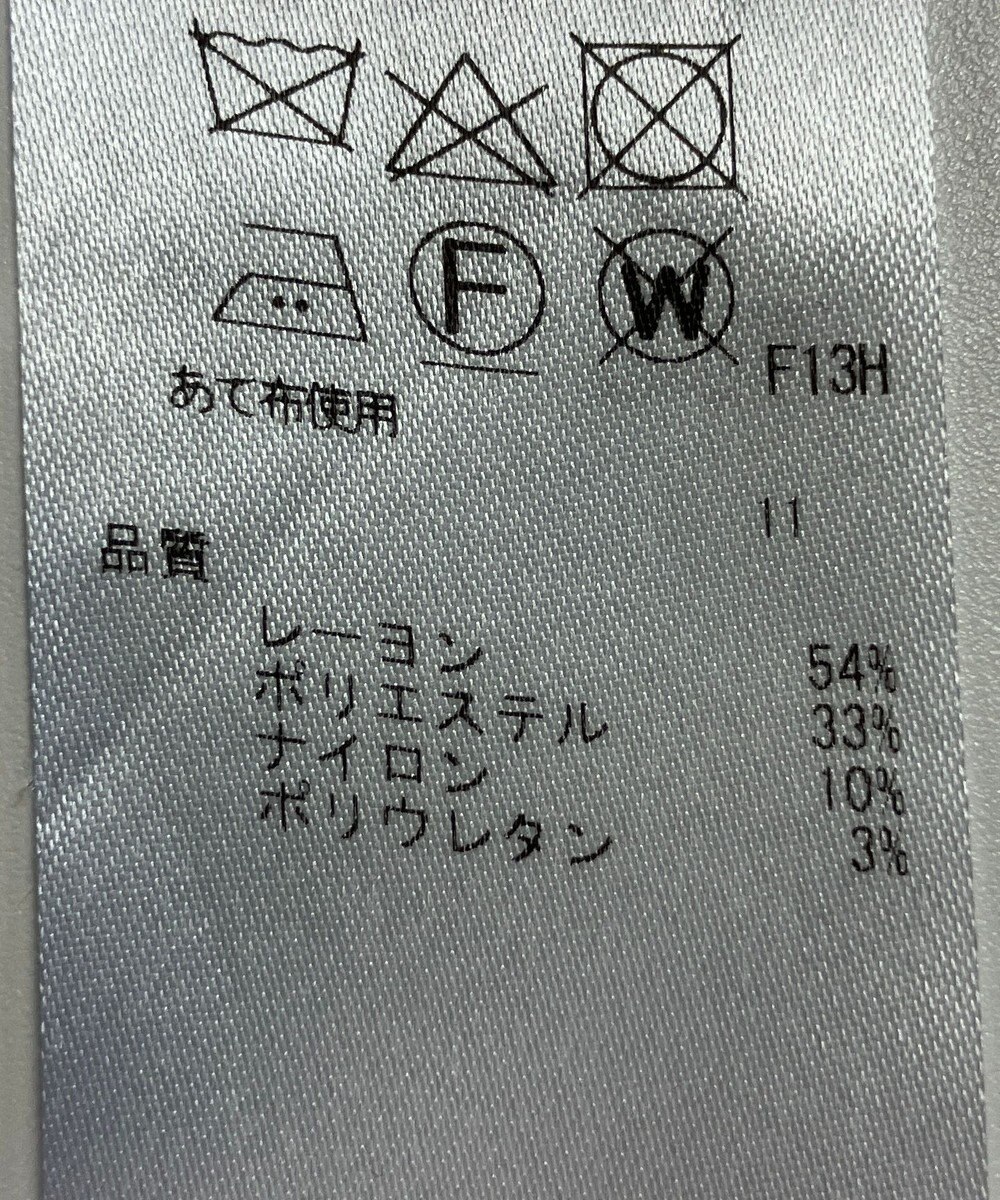 F W
F13H
あて布使用
11
品質
レーヨン 54%
ポリエステル 33%
ナイロン 10%
ポリウレタン 3%